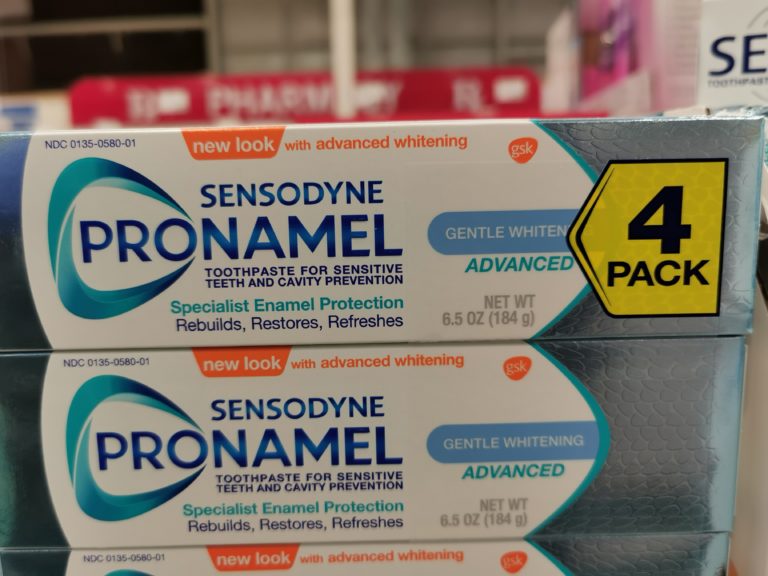 PHARMACY
SE
TOOTHPASTE
NDC 0135-0580-01
new look with advanced whitening
gsk
SENSODYNE
PRONAMEL
TOOTHPASTE FOR SENSITIVE
TEETH AND CAVITY PREVENTION
Specialist Enamel Protection
Rebuilds, Restores, Refreshes
GENTLE WHITEN
ADVANCED
NET WT
6.5 OZ (184 g)
4
PACK
NDC 0135-0580-01
new look with advanced whitening
gsk
SENSODYNE
PRONAMEL
TOOTHPASTE FOR SENSITIVE
TEETH AND CAVITY PREVENTION
Specialist Enamel Protection
Rebuilds, Restores, Refreshes
GENTLE WHITENING
ADVANCED
NET WT
6.5 OZ (184 g)
NDC 0135-0580-01
new look with advanced whitening
gsk